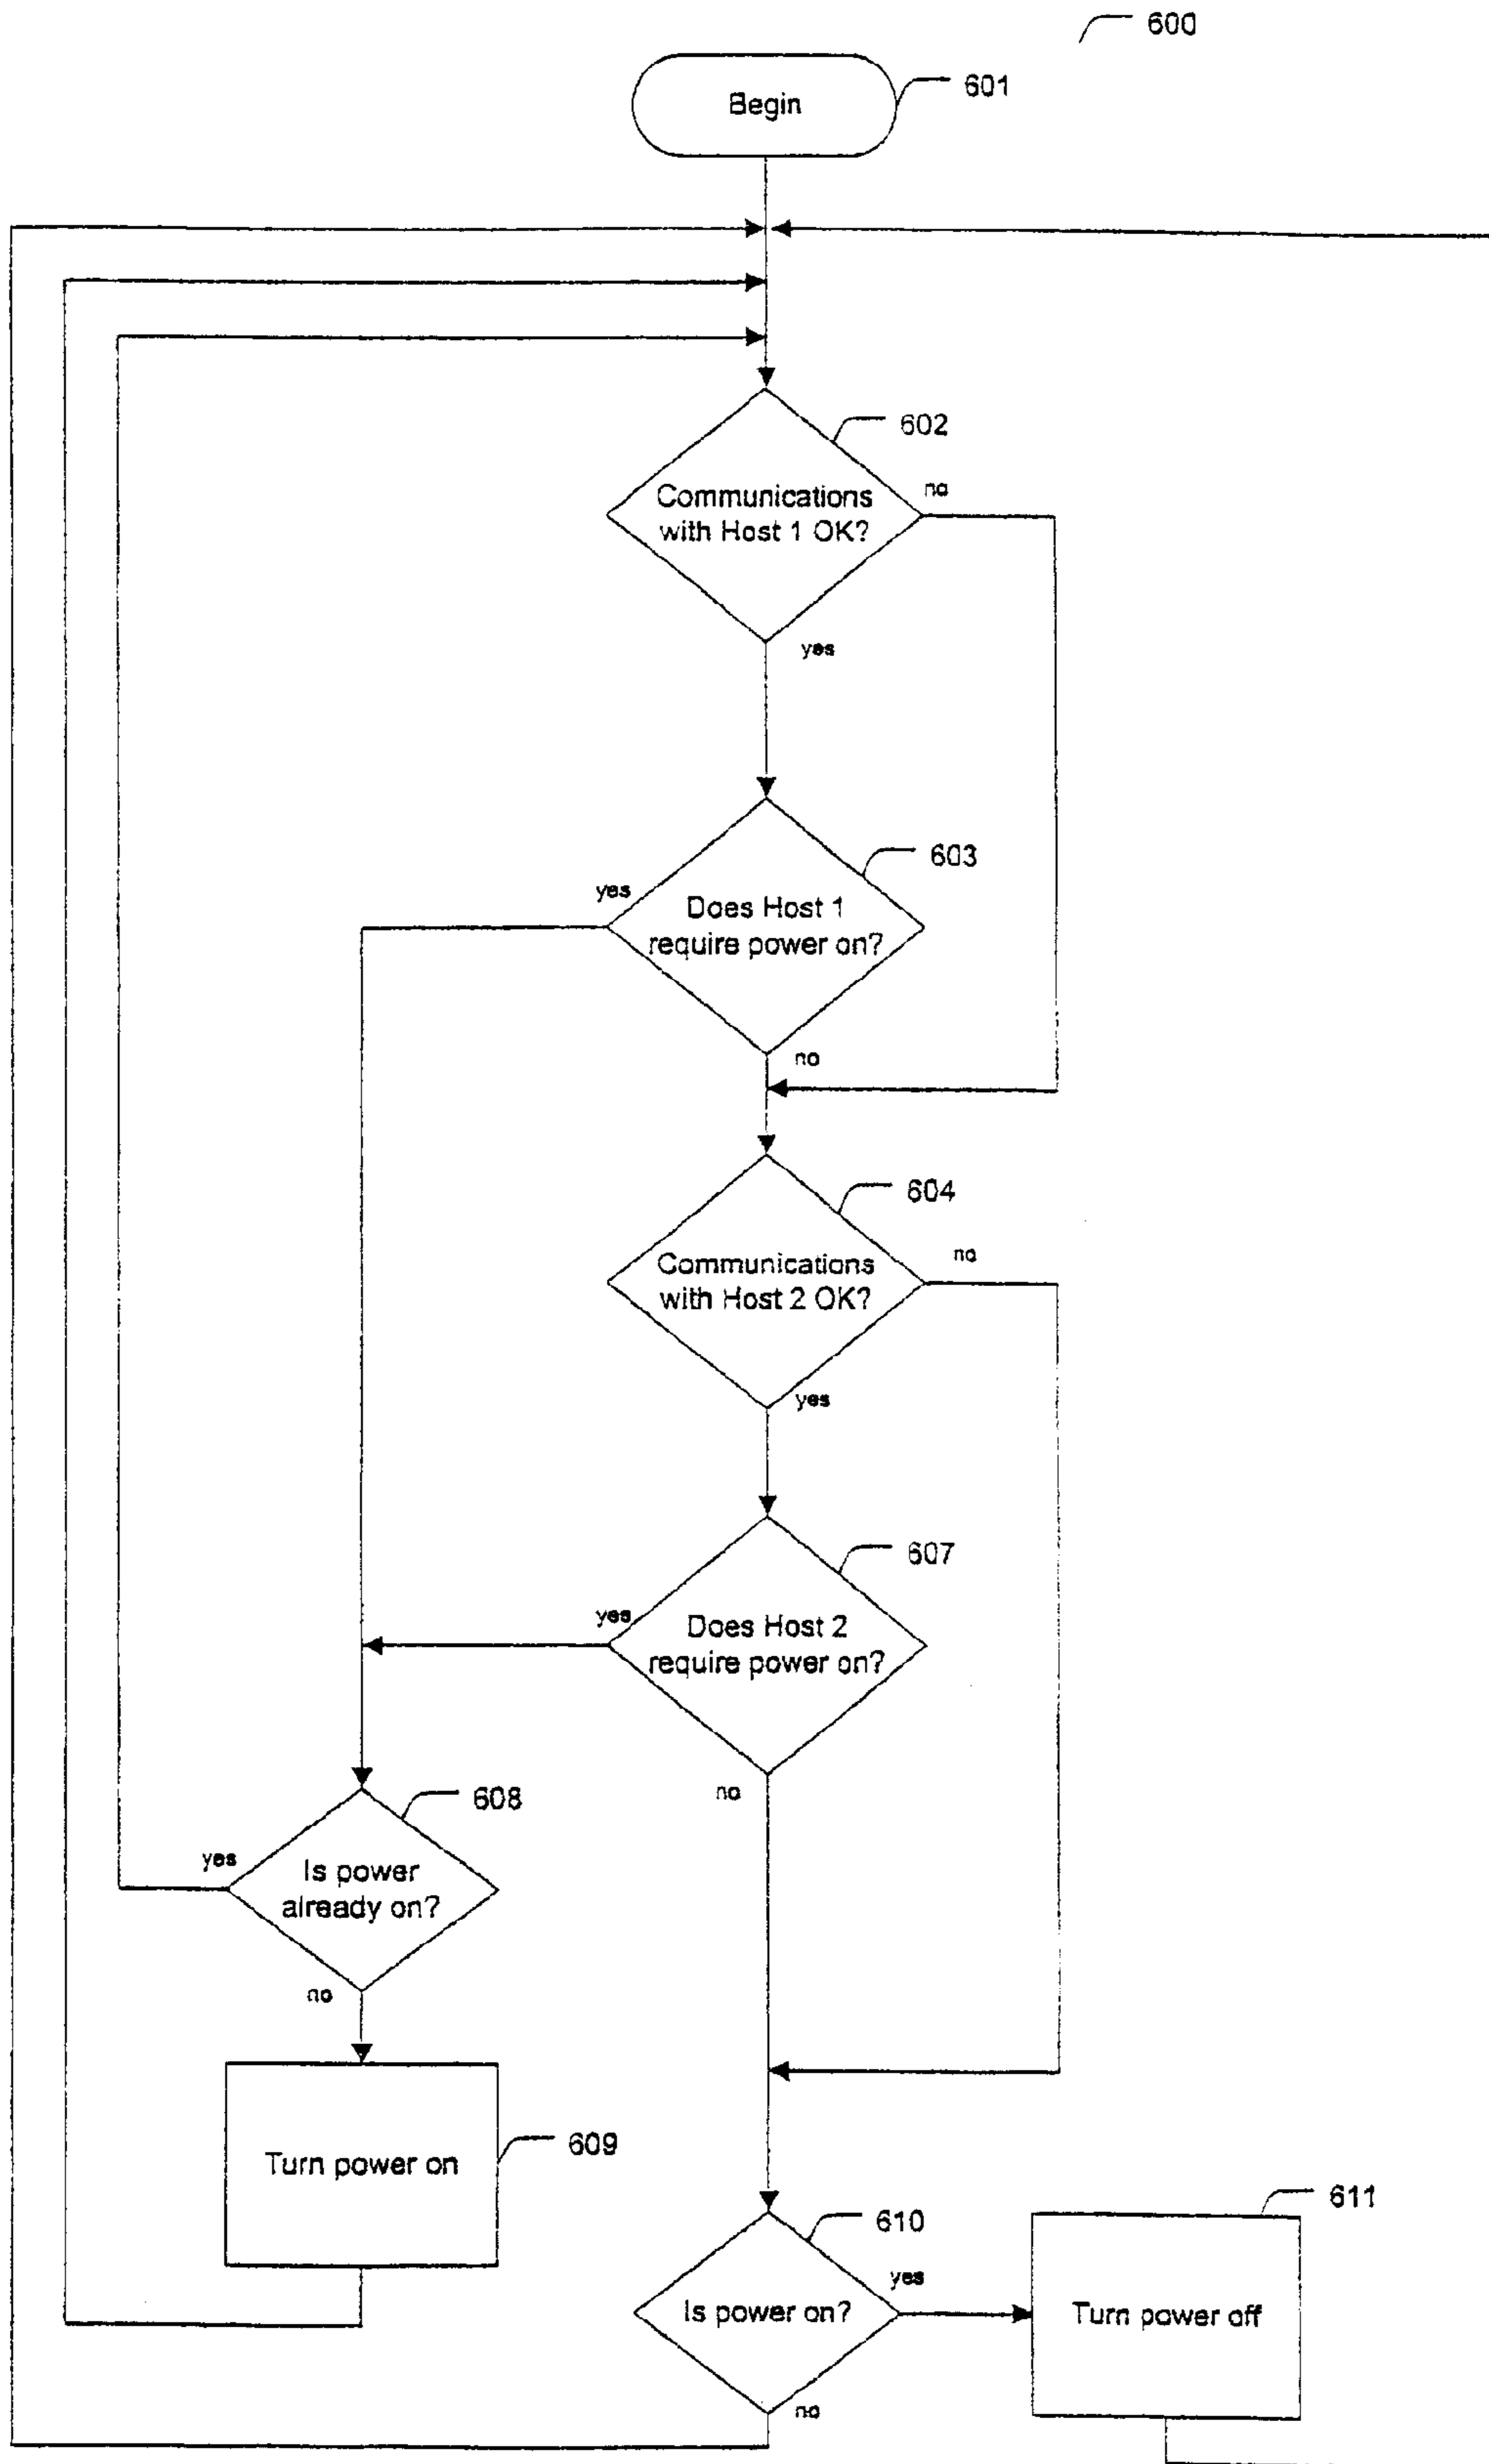 600
Begin
601
602
Communications
with Host 1 OK?
no
yes
603
yes
Does Host 1
require power on?
no
604
Communications
with Host 2 OK?
no
yes
607
yes
Does Host 2
require power on?
no
608
yes
Is power
already on?
no
609
Turn power on
610
611
yes
Is power on?
Turn power off
no